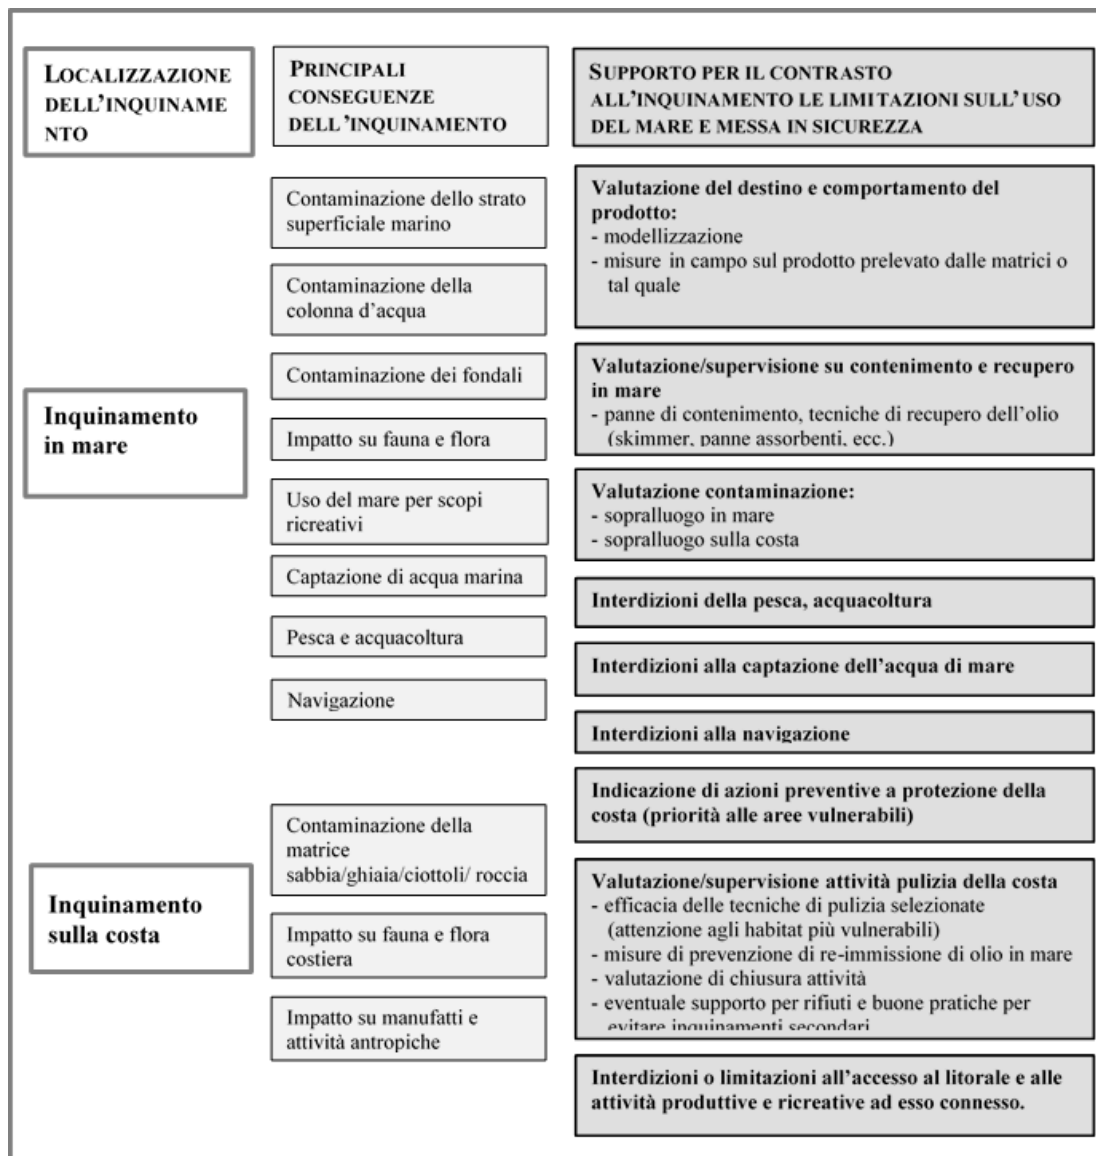 LOCALIZZAZIONE
DELL'INQUINAME
NTO
PRINCIPALI
CONSEGUENZE
DELL'INQUINAMENTO
SUPPORTO PER IL CONTRASTO
ALL'INQUINAMENTO LE LIMITAZIONI SULL'USO
DEL MARE E MESSA IN SICUREZZA
Inquinamento
in mare
Contaminazione dello strato
superficiale marino
Contaminazione della
colonna d'acqua
Contaminazione dei fondali
Impatto su fauna e flora
Uso del mare per scopi
ricreativi
Captazione di acqua marina
Pesca e acquacoltura
Navigazione
Valutazione del destino e comportamento del
prodotto:
- modellizzazione
- misure in campo sul prodotto prelevato dalle matrici o
tal quale
Valutazione/supervisione su contenimento e recupero
in mare
- panne di contenimento, tecniche di recupero dell'olio
(skimmer, panne assorbenti, ecc.)
Valutazione contaminazione:
- sopralluogo in mare
- sopralluogo sulla costa
Interdizioni della pesca, acquacoltura
Interdizioni alla captazione dell'acqua di mare
Interdizioni alla navigazione
Inquinamento
sulla costa
Contaminazione della
matrice
sabbia/ghiaia/ciottoli/ roccia
Impatto su fauna e flora
costiera
Impatto su manufatti e
attività antropiche
Indicazione di azioni preventive a protezione della
costa (priorità alle aree vulnerabili)
Valutazione/supervisione attività pulizia della costa
- efficacia delle tecniche di pulizia selezionate
(attenzione agli habitat più vulnerabili)
- misure di prevenzione di re-immissione di olio in mare
- valutazione di chiusura attività
- eventuale supporto per rifiuti e buone pratiche per
evitare inquinamenti secondari
Interdizioni o limitazioni all'accesso al litorale e alle
attività produttive e ricreative ad esso connesso.